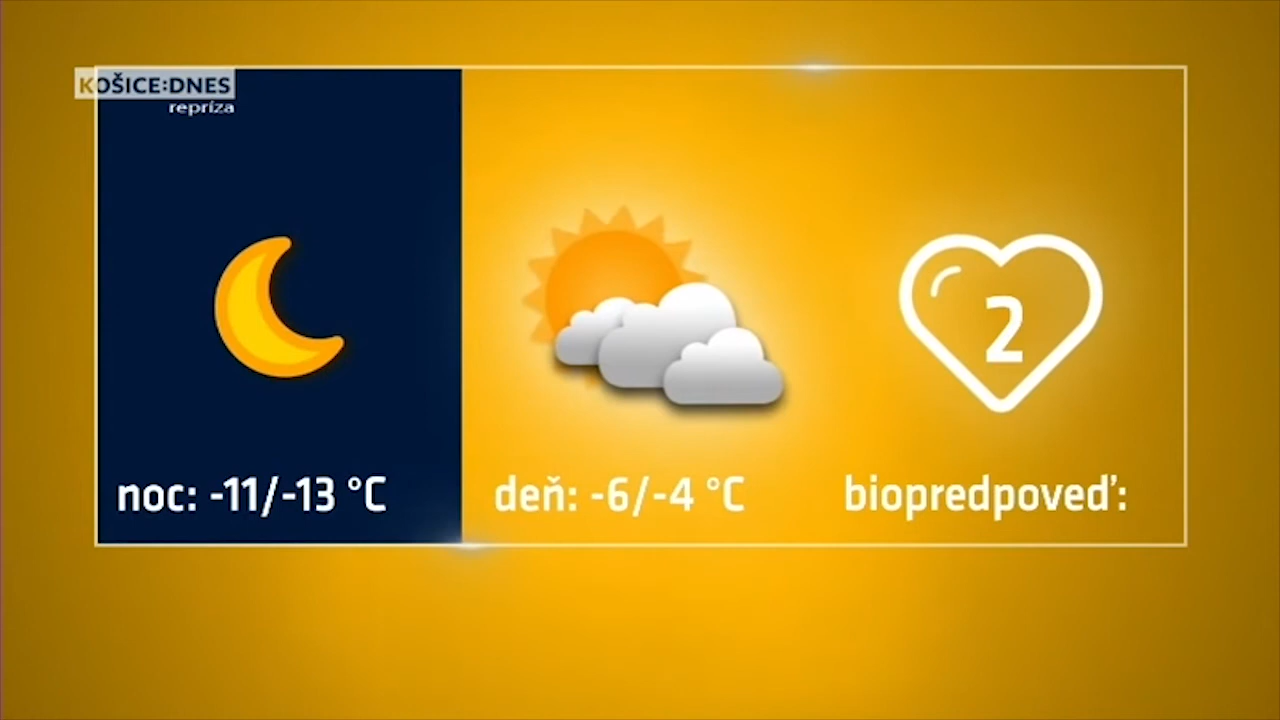 KOŠICE:DNES
repríza
2
noc: -11/-13 °C
deň: -6/-4 °C
biopredpoveď: